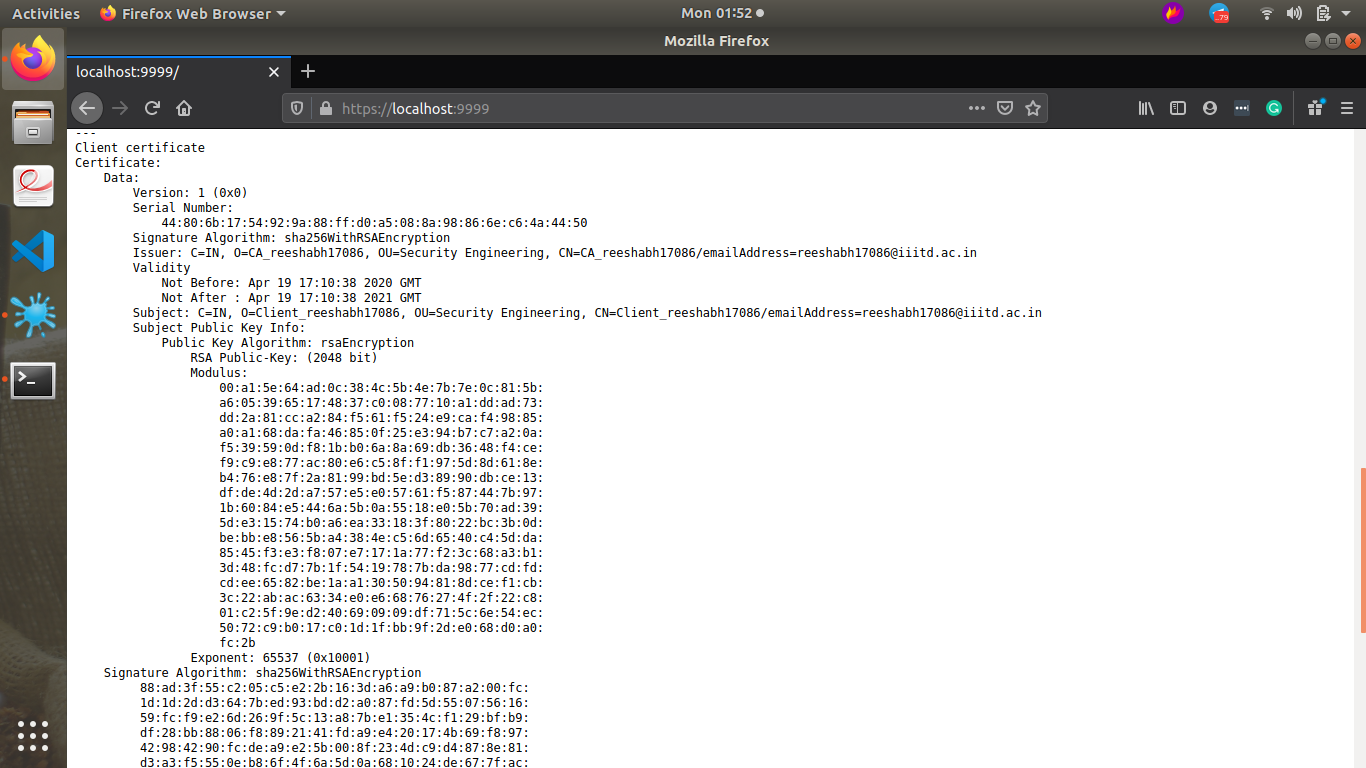 Activities Firefox Web Browser Mon 01:52
.79
Mozilla Firefox
localhost:9999/
https://localhost:9999
---
Client certificate
Certificate:
Data:
Version: 1 (0x0)
Serial Number:
44:80:6b:17:54:92:9a:88:ff:d0:a5:08:8a:98:86:6e:c6:4a:44:50
Signature Algorithm: sha256WithRSAEncryption
Issuer: C=IN, O=CA_reeshabh17086, OU=Security Engineering, CN=CA_reeshabh17086/emailAddress=reeshabh17086@iiitd.ac.in
Validity
Not Before: Apr 19 17:10:38 2020 GMT
Not After : Apr 19 17:10:38 2021 GMT
Subject: C=IN, O=Client_reeshabh17086, OU=Security Engineering, CN=Client_reeshabh17086/emailAddress=reeshabh17086@iiitd.ac.in
Subject Public Key Info:
Public Key Algorithm: rsaEncryption
RSA Public-Key: (2048 bit)
Modulus:
00:a1:5e:64:ad:0c:38:4c:5b:4e:7b:7e:0c:81:5b:
a6:05:39:65:17:48:37:c0:08:77:10:a1:dd:ad:73:
dd:2a:81:cc:a2:84:f5:61:f5:24:e9:ca:f4:98:85:
a0:a1:68:da:fa:46:85:0f:25:e3:94:b7:c7:a2:0a:
f5:39:59:0d:f8:1b:b0:6a:8a:69:db:36:48:f4:ce:
f9:c9:e8:77:ac:80:e6:c5:8f:f1:97:5d:8d:61:8e:
b4:76:e8:7f:2a:81:99:bd:5e:d3:89:90:db:ce:13:
df:de:4d:2d:a7:57:e5:e0:57:61:f5:87:44:7b:97:
1b:60:84:e5:44:6a:5b:0a:55:18:e0:5b:70:ad:39:
5d:e3:15:74:b0:a6:ea:33:18:3f:80:22:bc:3b:0d:
be:bb:e8:56:5b:a4:38:4e:c5:6d:65:40:c4:5d:da:
85:45:f3:e3:f8:07:e7:17:1a:77:f2:3c:68:a3:b1:
3d:48:fc:d7:7b:1f:54:19:78:7b:da:98:77:cd:fd:
cd:ee:65:82:be:1a:a1:30:50:94:81:8d:ce:f1:cb:
3c:22:ab:ac:63:34:e0:e6:68:76:27:4f:2f:22:c8:
01:c2:5f:9e:d2:40:69:09:09:df:71:5c:6e:54:ec:
50:72:c9:b0:17:c0:1d:1f:bb:9f:2d:e0:68:d0:a0:
fc:2b
Exponent: 65537 (0x10001)
Signature Algorithm: sha256WithRSAEncryption
88:ad:3f:55:c2:05:c5:e2:2b:16:3d:a6:a9:b0:87:a2:00:fc:
1d:1d:2d:d3:64:7b:ed:93:bd:d2:a0:87:fd:5d:55:07:56:16:
59:fc:f9:e2:6d:26:9f:5c:13:a8:7b:e1:35:4c:f1:29:bf:b9:
df:28:bb:88:06:f8:89:21:41:fd:a9:e4:20:17:4b:69:f8:97:
42:98:42:90:fc:de:a9:e2:5b:00:8f:23:4d:c9:d4:87:8e:81:
d3:a3:f5:55:0e:b8:6f:4f:6a:5d:0a:68:10:24:de:67:7f:ac: